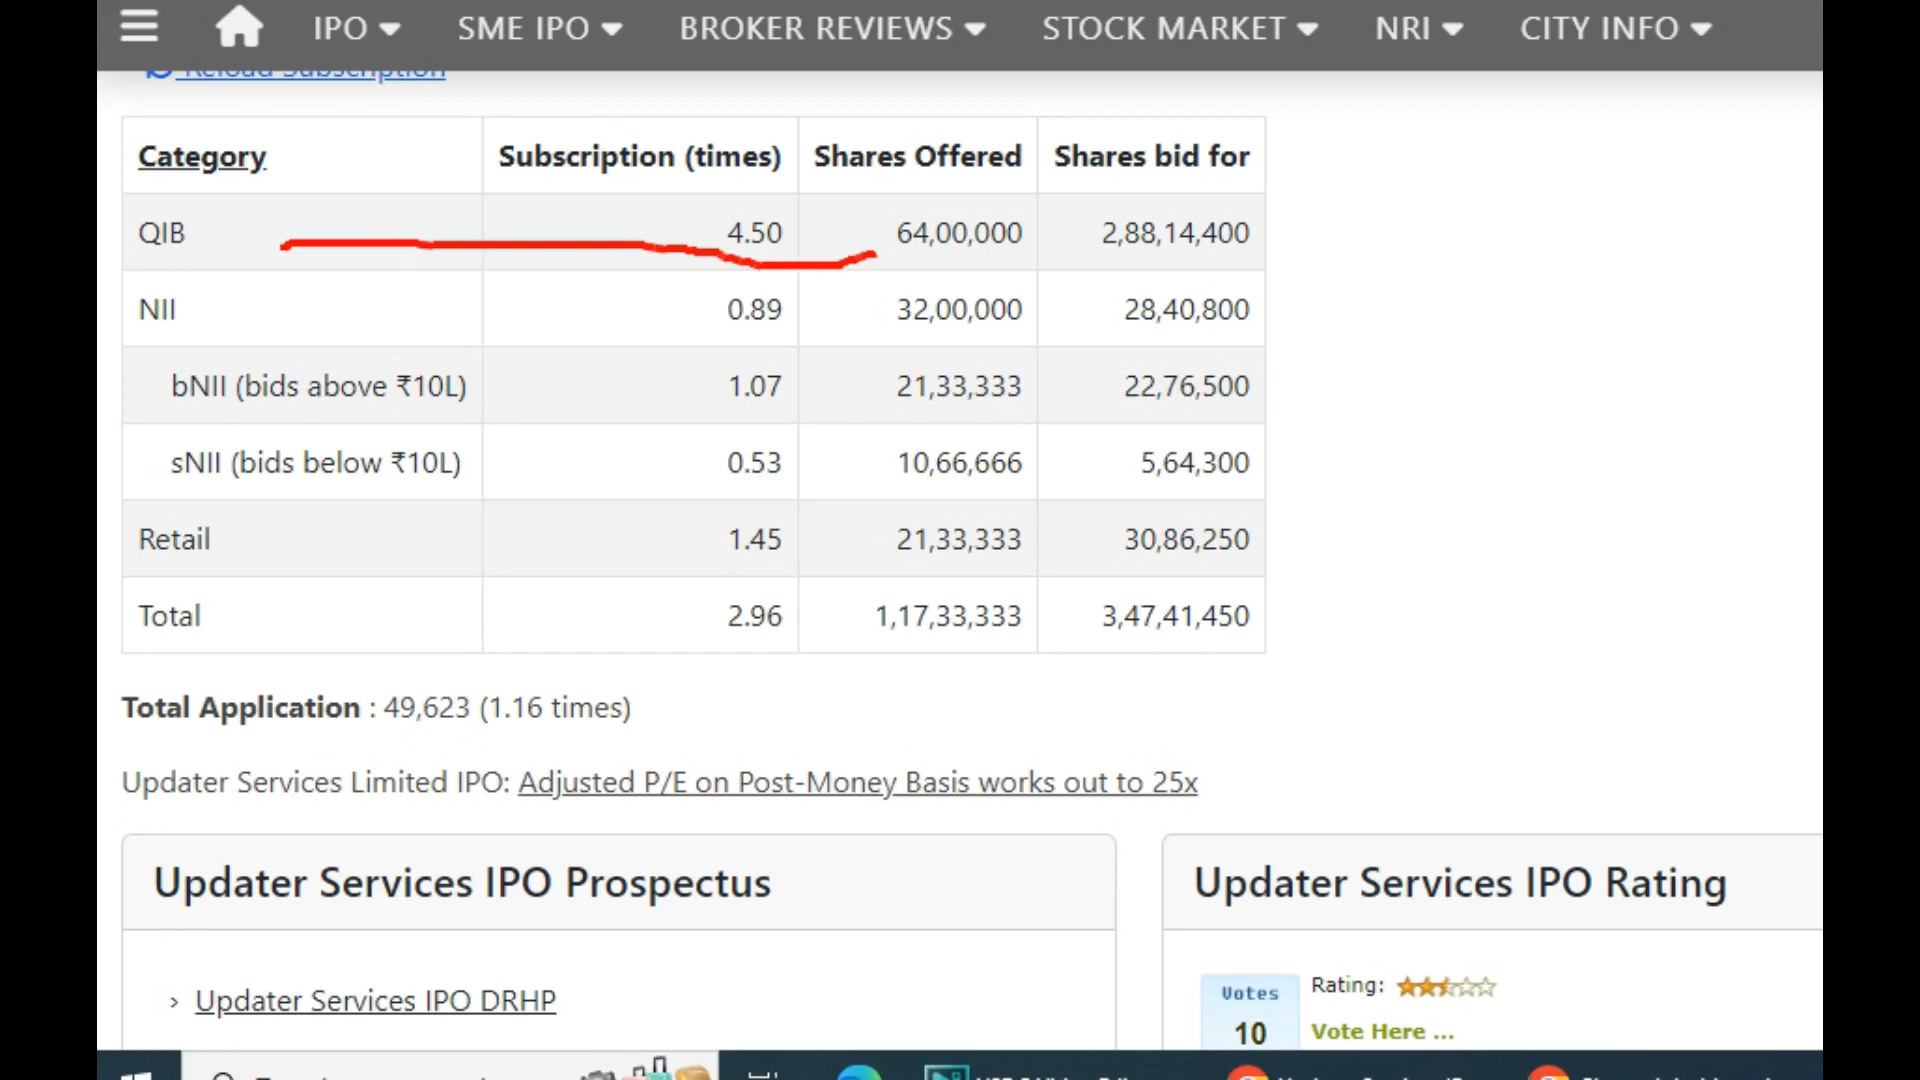 IPO SME IPO BROKER REVIEWS STOCK MARKET NRI CITY INFO
Reload Subscription
Category Subscription (times) Shares Offered Shares bid for
QIB 4.50 64,00,000 2,88,14,400
NII 0.89 32,00,000 28,40,800
bNII (bids above ₹10L) 1.07 21,33,333 22,76,500
sNII (bids below ₹10L) 0.53 10,66,666 5,64,300
Retail 1.45 21,33,333 30,86,250
Total 2.96 1,17,33,333 3,47,41,450
Total Application : 49,623 (1.16 times)
Updater Services Limited IPO: Adjusted P/E on Post-Money Basis works out to 25x
Updater Services IPO Prospectus
Updater Services IPO Rating
› Updater Services IPO DRHP
Votes
10
Rating:
Vote Here ...